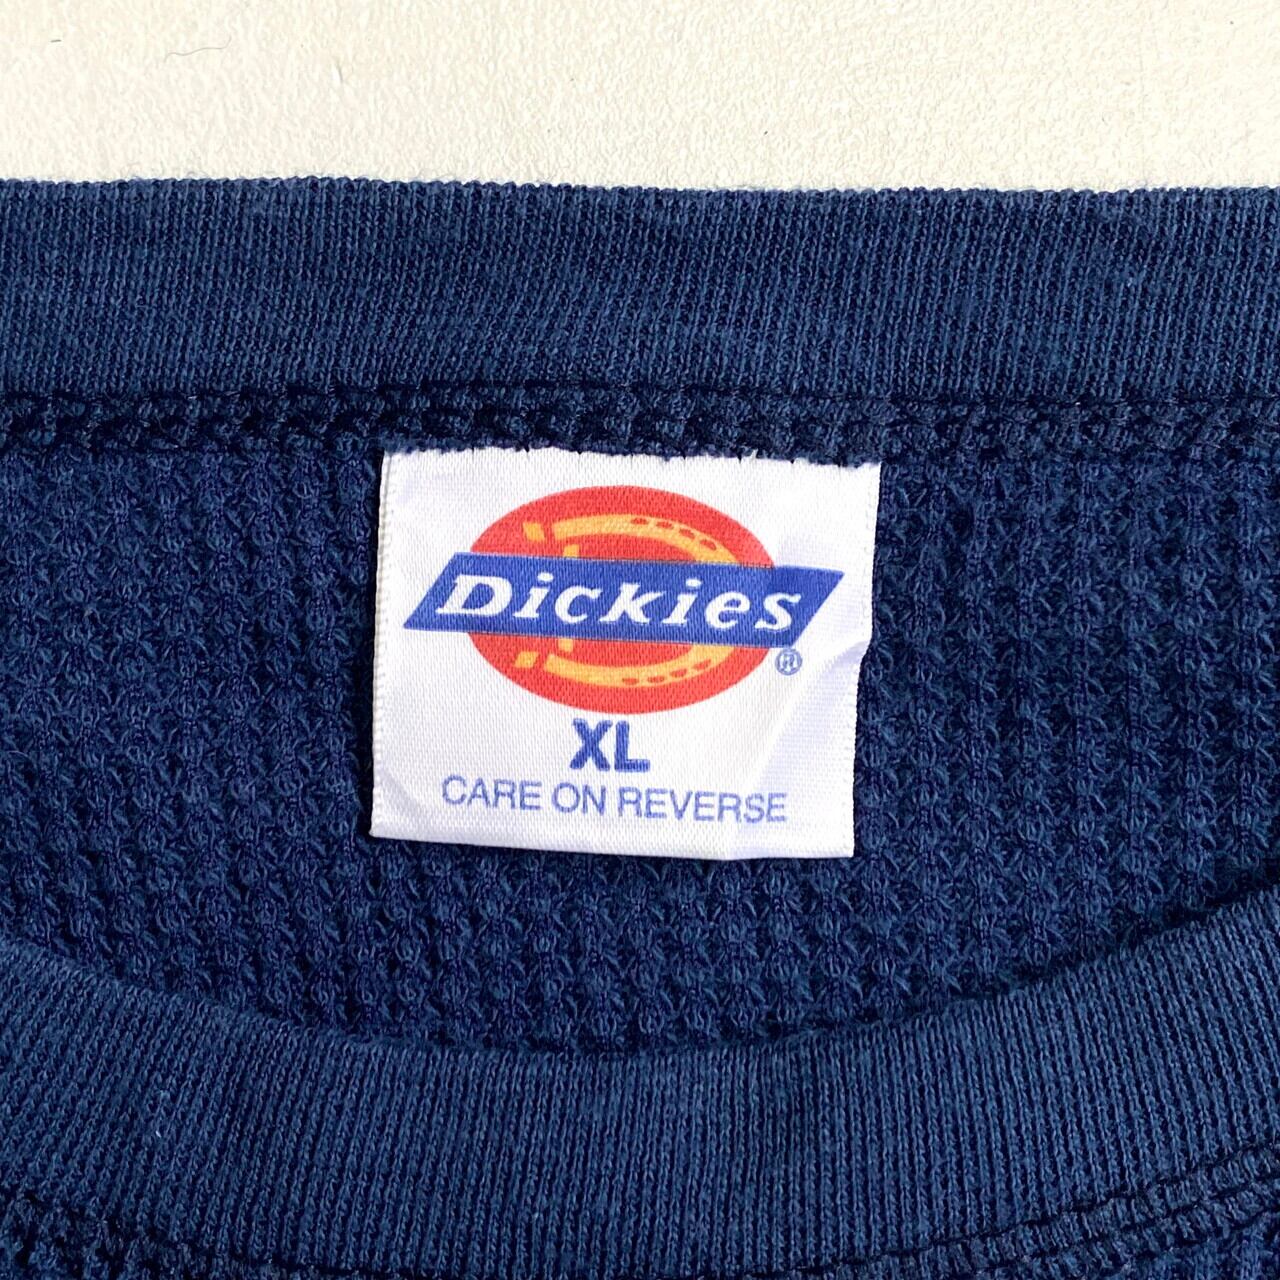 Dickies
®
XL
CARE ON REVERSE